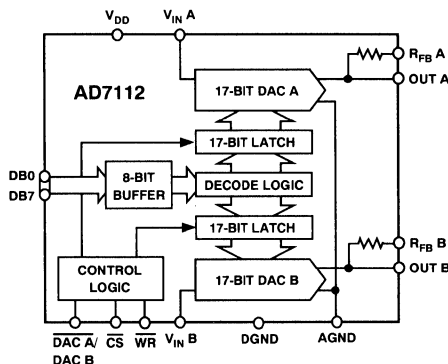 V_DD
V_IN A
R_FB A
OUT A
AD7112
17-BIT DAC A
17-BIT LATCH
DB0
DB7
8-BIT
BUFFER
DECODE LOGIC
17-BIT LATCH
R_FB B
OUT B
CONTROL
LOGIC
17-BIT DAC B
DAC A/
DAC B
CS
WR
V_IN B
DGND
AGND